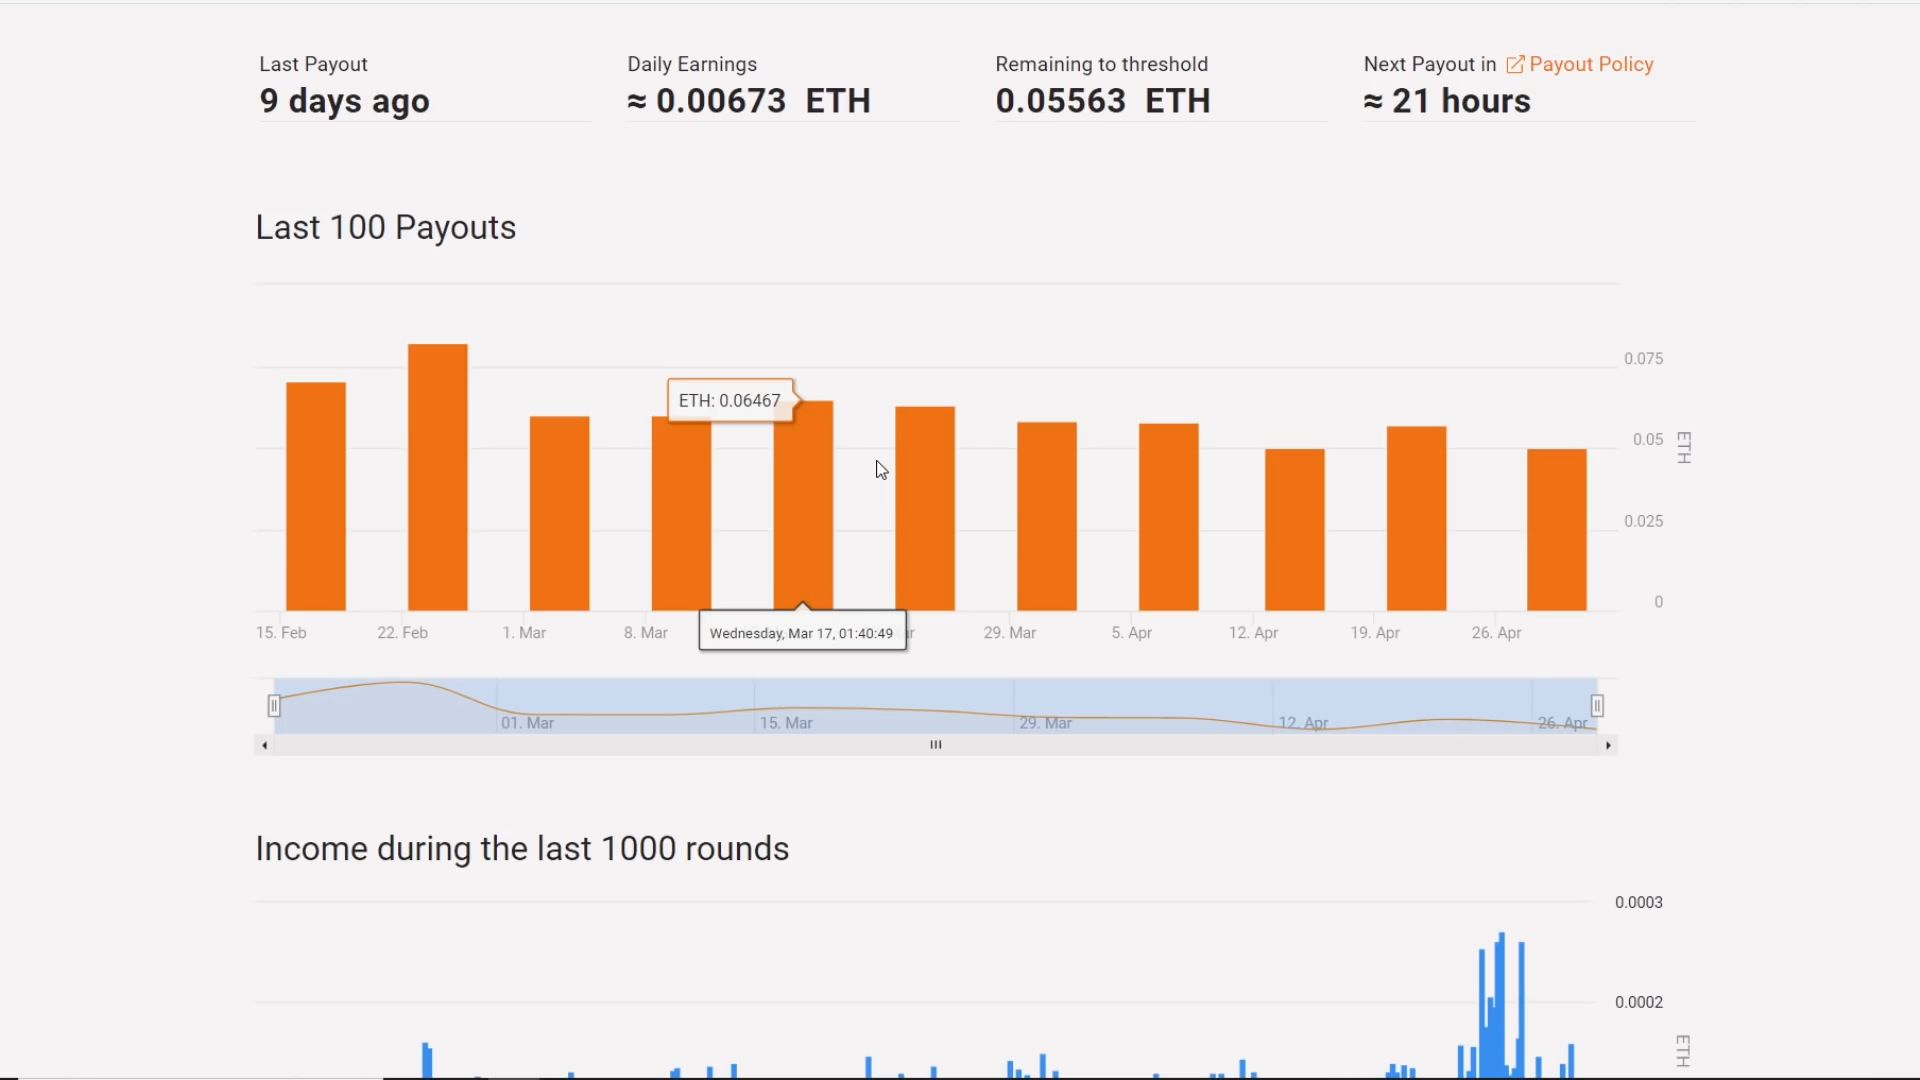 Last Payout
9 days ago
Daily Earnings
≈ 0.00673 ETH
Remaining to threshold
0.05563 ETH
Next Payout in Payout Policy
≈ 21 hours
Last 100 Payouts
ETH: 0.06467
0.075
0.05
0.025
0
ETH
15. Feb 22. Feb 1. Mar 8. Mar Wednesday, Mar 17, 01:40:49 29. Mar 5. Apr 12. Apr 19. Apr 26. Apr
01. Mar 15. Mar 29. Mar 12. Apr 26. Apr
Income during the last 1000 rounds
0.0003
0.0002
ETH